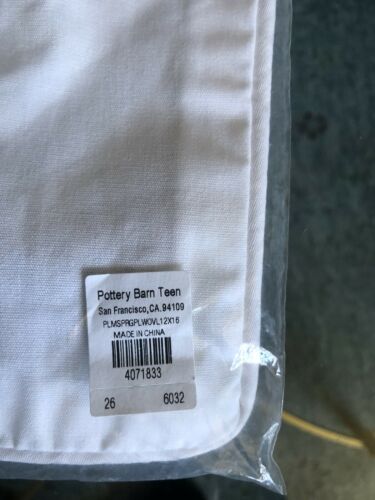 Pottery Barn Teen
San Francisco,CA.94109
PLMSPRGPLWOVL12X16
MADE IN CHINA
4071833
26 6032